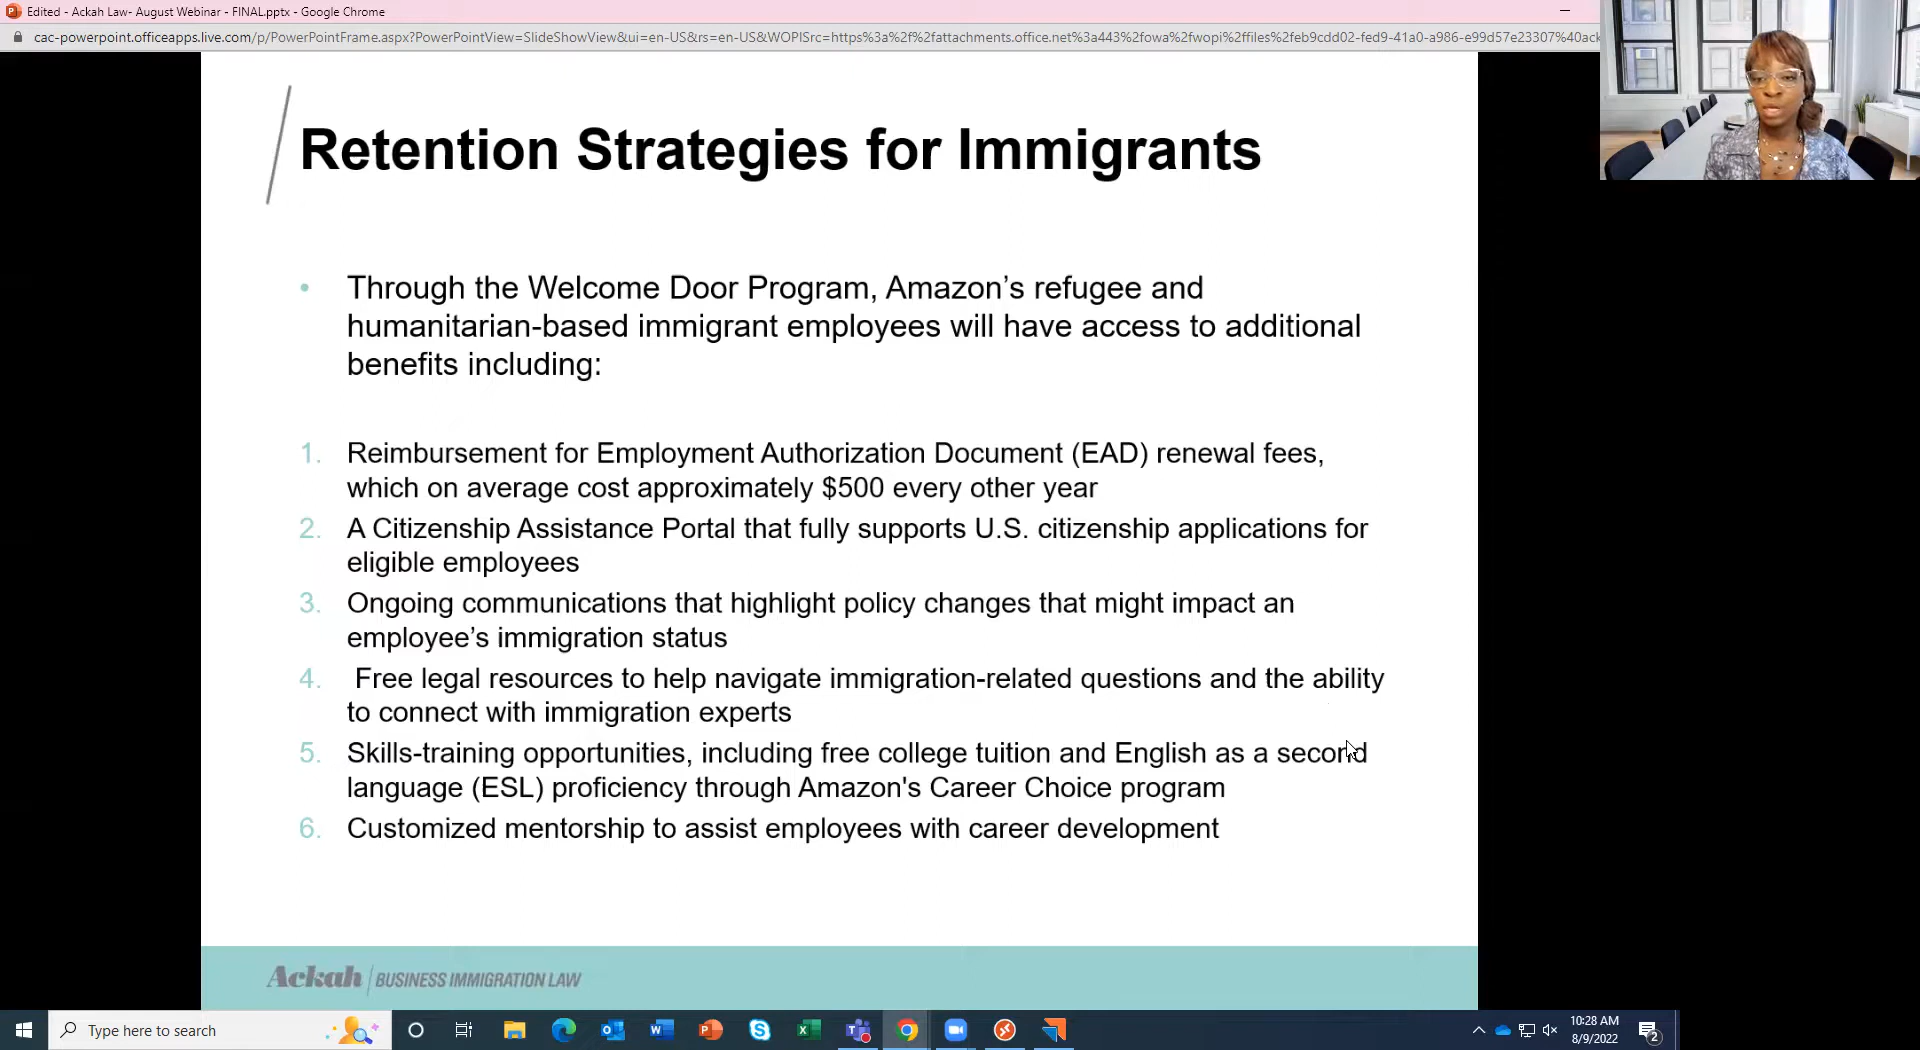 Edited - Ackah Law- August Webinar - FINAL.pptx - Google Chrome
cac-powerpoint.officeapps.live.com/p/PowerPointFrame.aspx?PowerPointView=SlideShowView&ui=en-US&rs=en-US&WOPISrc=https%3a%2f%2fattachments.office.net%3a443%2fowa%2fwopi%2ffiles%2feb9cdd02-fed9-41a0-a986-e99d57e23307%40ack
Retention Strategies for Immigrants
• Through the Welcome Door Program, Amazon’s refugee and
humanitarian-based immigrant employees will have access to additional
benefits including:
1. Reimbursement for Employment Authorization Document (EAD) renewal fees,
which on average cost approximately $500 every other year
2. A Citizenship Assistance Portal that fully supports U.S. citizenship applications for
eligible employees
3. Ongoing communications that highlight policy changes that might impact an
employee’s immigration status
4. Free legal resources to help navigate immigration-related questions and the ability
to connect with immigration experts
5. Skills-training opportunities, including free college tuition and English as a second
language (ESL) proficiency through Amazon's Career Choice program
6. Customized mentorship to assist employees with career development
Ackah BUSINESS IMMIGRATION LAW
Type here to search
10:28 AM
8/9/2022
2